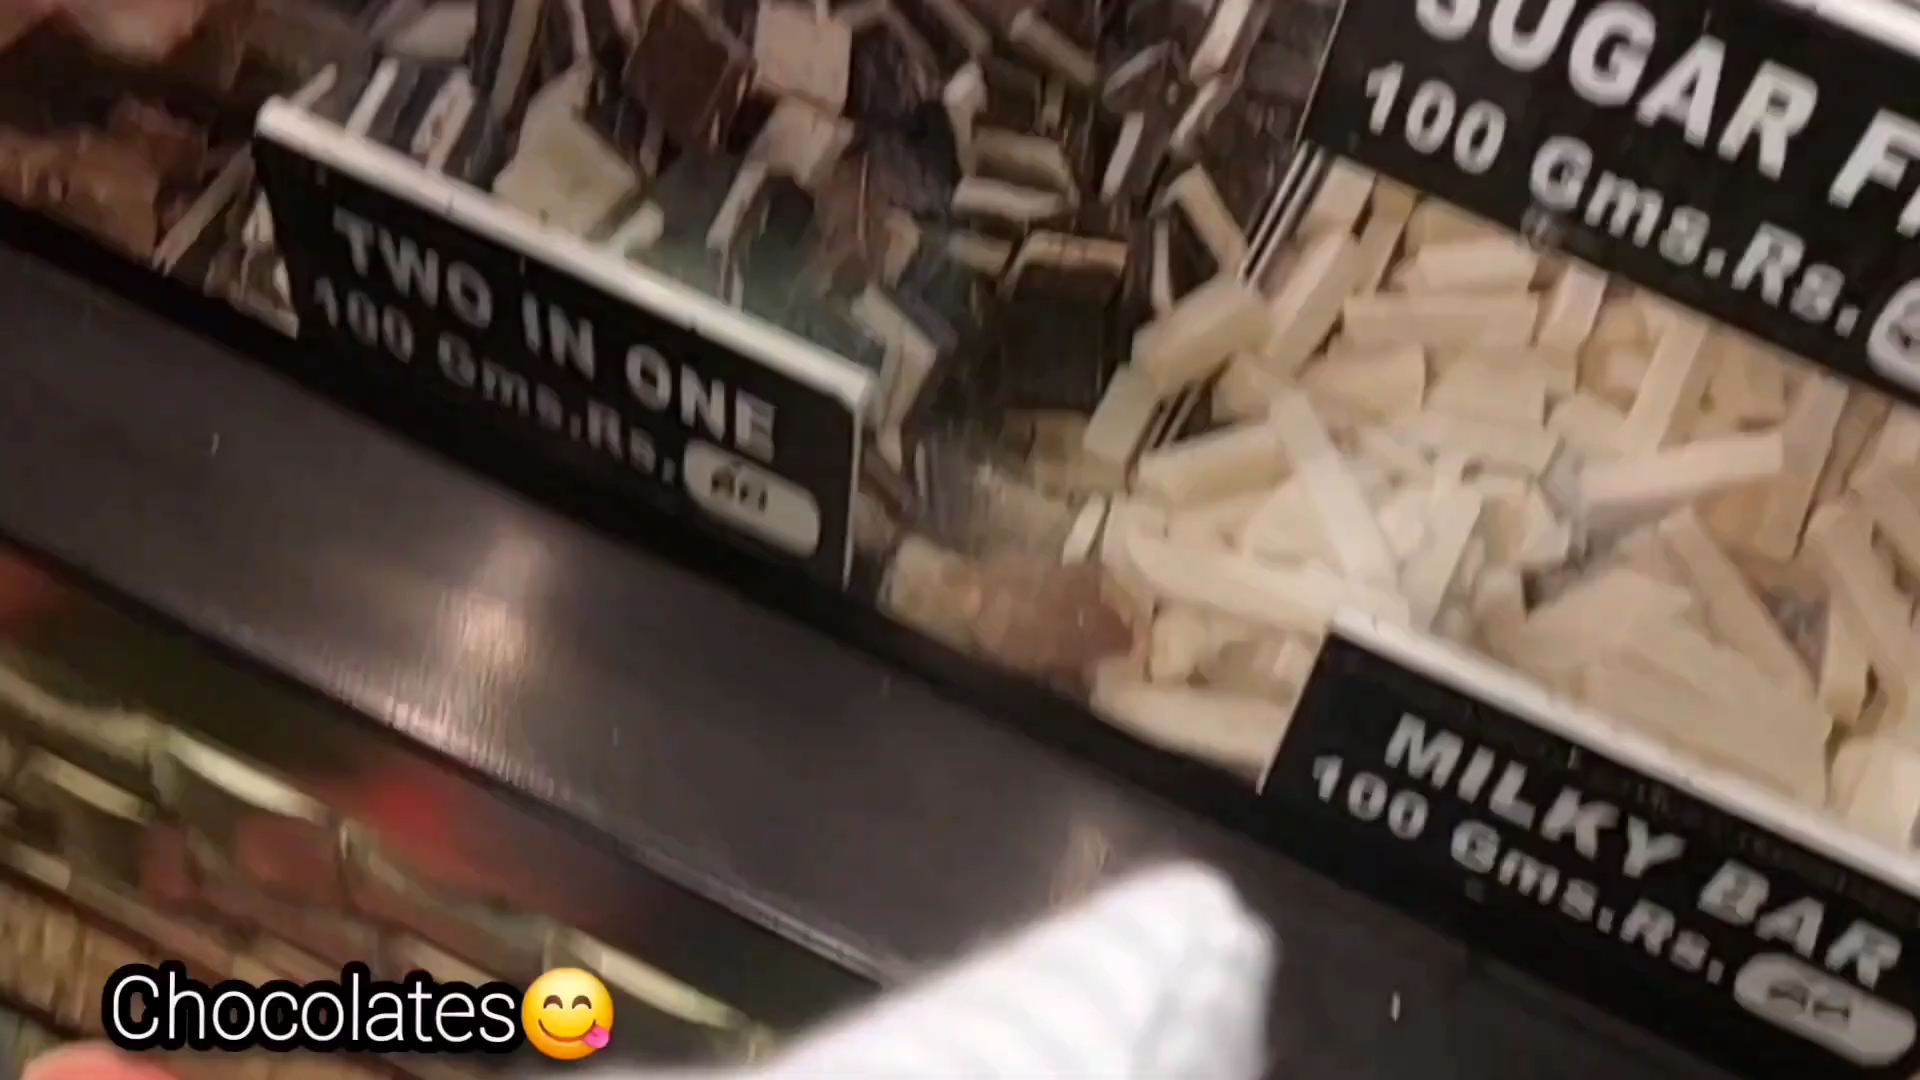 SUGAR
100 Gms.Rs.
TWO IN ONE
100 Gms.Rs.
MILKY BAR
100 Gms.Rs.
Chocolates😋